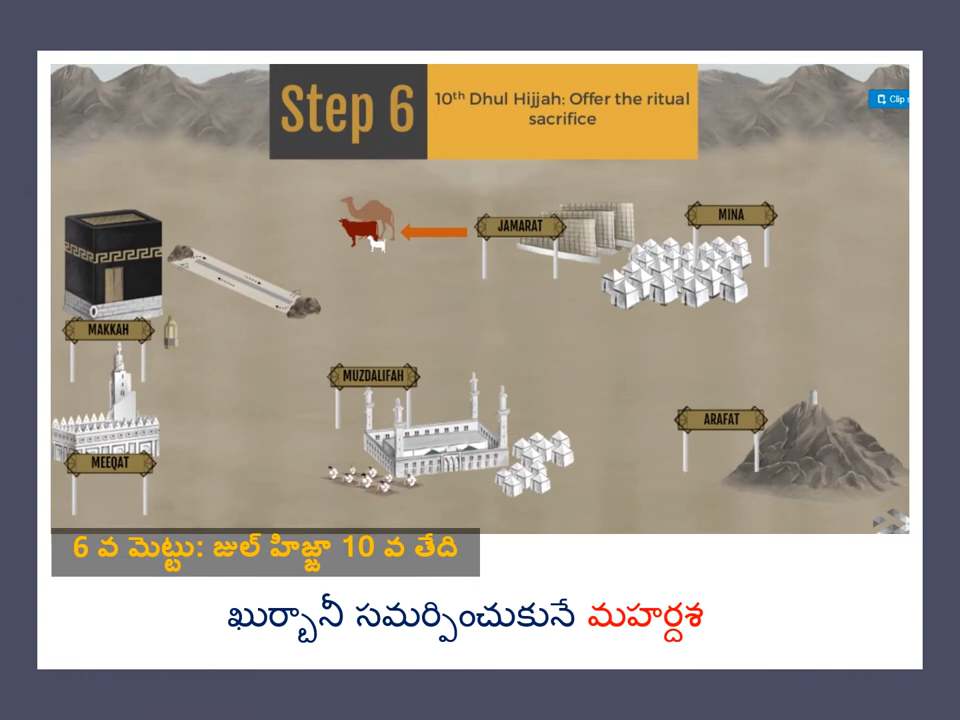 Step 6
10th Dhul Hijjah: Offer the ritual
sacrifice
Clip s
JAMARAT
MINA
MAKKAH
MUZDALIFAH
ARAFAT
MEEQAT
6 వ మెట్టు: జుల్ హిజ్జా 10 వ తేది
ఖుర్బానీ సమర్పించుకునే మహర్దశ